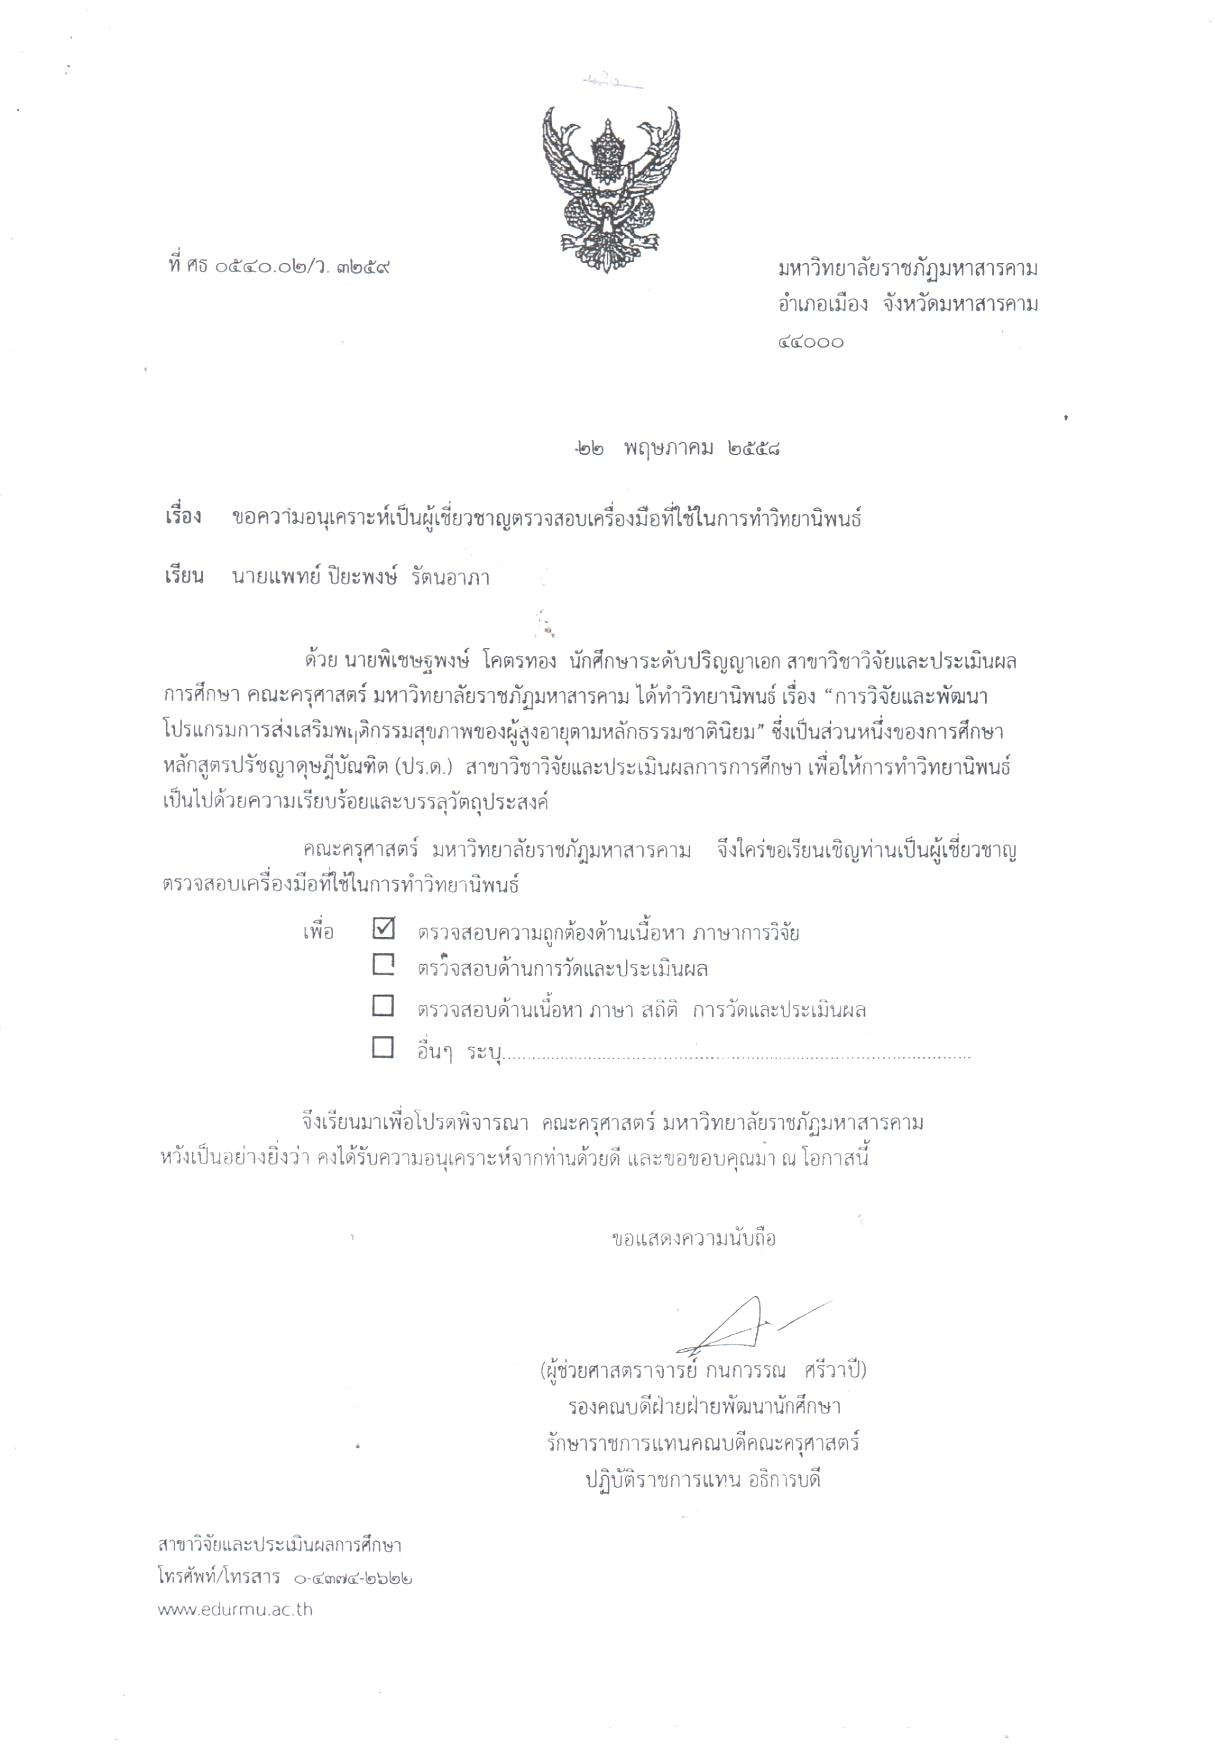 ที่ ศธ ๐๕๔๐.๐๒/ว. ๓๒๕๙
มหาวิทยาลัยราชภัฏมหาสารคาม
อำเภอเมือง จังหวัดมหาสารคาม
๔๔๐๐๐
๒๒ พฤษภาคม ๒๕๕๘
เรื่อง ขอความอนุเคราะห์เป็นผู้เชี่ยวชาญตรวจสอบเครื่องมือที่ใช้ในการทำวิทยานิพนธ์
เรียน นายแพทย์ ปิยะพงษ์ รัตนอาภา
ด้วย นายพิเชษฐพงษ์ โคตรทอง นักศึกษาระดับปริญญาเอก สาขาวิชาวิจัยและประเมินผล
การศึกษา คณะครุศาสตร์ มหาวิทยาลัยราชภัฏมหาสารคาม ได้ทำวิทยานิพนธ์ เรื่อง “การวิจัยและพัฒนา
โปรแกรมการส่งเสริมพฤติกรรมสุขภาพของผู้สูงอายุตามหลักธรรมชาตินิยม” ซึ่งเป็นส่วนหนึ่งของการศึกษา
หลักสูตรปรัชญาดุษฎีบัณฑิต (ปร.ด.) สาขาวิชาวิจัยและประเมินผลการการศึกษา เพื่อให้การทำวิทยานิพนธ์
เป็นไปด้วยความเรียบร้อยและบรรลุวัตถุประสงค์
คณะครุศาสตร์ มหาวิทยาลัยราชภัฏมหาสารคาม จึงใคร่ขอเรียนเชิญท่านเป็นผู้เชี่ยวชาญ
ตรวจสอบเครื่องมือที่ใช้ในการทำวิทยานิพนธ์
เพื่อ ☑ ตรวจสอบความถูกต้องด้านเนื้อหา ภาษาการวิจัย
☐ ตรวจสอบด้านการวัดและประเมินผล
☐ ตรวจสอบด้านเนื้อหา ภาษา สถิติ การวัดและประเมินผล
☐ อื่นๆ ระบุ..........................................................................................
จึงเรียนมาเพื่อโปรดพิจารณา คณะครุศาสตร์ มหาวิทยาลัยราชภัฏมหาสารคาม
หวังเป็นอย่างยิ่งว่า คงได้รับความอนุเคราะห์จากท่านด้วยดี และขอขอบคุณมา ณ โอกาสนี้
ขอแสดงความนับถือ
(ผู้ช่วยศาสตราจารย์ กนกวรรณ ศรีวาปี)
รองคณบดีฝ่ายฝ่ายพัฒนานักศึกษา
รักษาราชการแทนคณบดีคณะครุศาสตร์
ปฏิบัติราชการแทน อธิการบดี
สาขาวิจัยและประเมินผลการศึกษา
โทรศัพท์/โทรสาร ๐-๔๓๗๔-๒๖๒๒
www.edurmu.ac.th